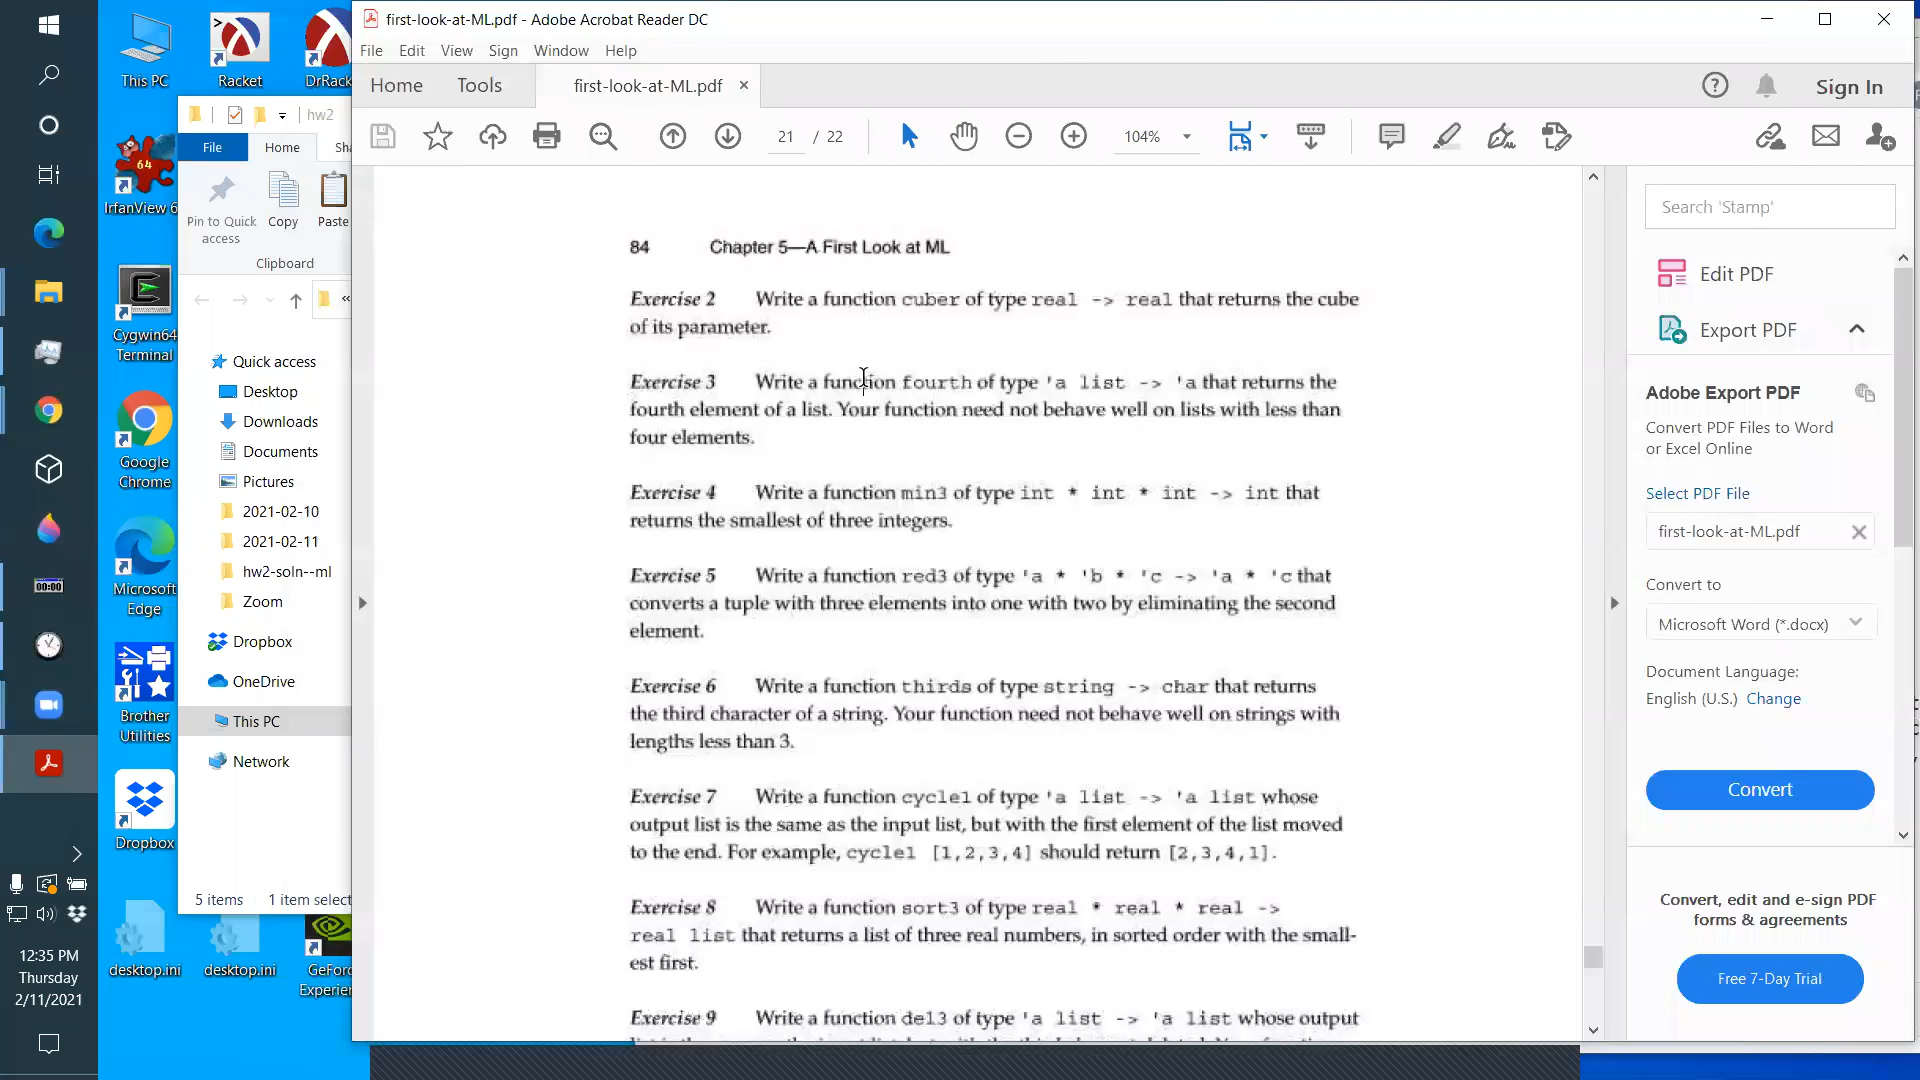 first-look-at-ML.pdf - Adobe Acrobat Reader DC
File Edit View Sign Window Help
Home Tools first-look-at-ML.pdf
Sign In
21 / 22
104%
This PC
Racket
DrRack
IrfanView 6
Cygwin64
Terminal
Google
Chrome
Microsoft
Edge
Brother
Utilities
Dropbox
desktop.ini
desktop.ini
GeForc
Experien
hw2
File Home Sha
Pin to Quick
access
Copy
Paste
Clipboard
Quick access
Desktop
Downloads
Documents
Pictures
2021-02-10
2021-02-11
hw2-soln--ml
Zoom
Dropbox
OneDrive
This PC
Network
5 items 1 item select
00:00
12:35 PM
Thursday
2/11/2021
84 Chapter 5—A First Look at ML
Exercise 2 Write a function cuber of type real -> real that returns the cube
of its parameter.
Exercise 3 Write a function fourth of type 'a list -> 'a that returns the
fourth element of a list. Your function need not behave well on lists with less than
four elements.
Exercise 4 Write a function min3 of type int * int * int -> int that
returns the smallest of three integers.
Exercise 5 Write a function red3 of type 'a * 'b * 'c -> 'a * 'c that
converts a tuple with three elements into one with two by eliminating the second
element.
Exercise 6 Write a function thirds of type string -> char that returns
the third character of a string. Your function need not behave well on strings with
lengths less than 3.
Exercise 7 Write a function cycle1 of type 'a list -> 'a list whose
output list is the same as the input list, but with the first element of the list moved
to the end. For example, cycle1 [1,2,3,4] should return [2,3,4,1].
Exercise 8 Write a function sort3 of type real * real * real ->
real list that returns a list of three real numbers, in sorted order with the small-
est first.
Exercise 9 Write a function del3 of type 'a list -> 'a list whose output
Search 'Stamp'
Edit PDF
Export PDF
Adobe Export PDF
Convert PDF Files to Word
or Excel Online
Select PDF File
first-look-at-ML.pdf
Convert to
Microsoft Word (*.docx)
Document Language:
English (U.S.) Change
Convert
Convert, edit and e-sign PDF
forms & agreements
Free 7-Day Trial